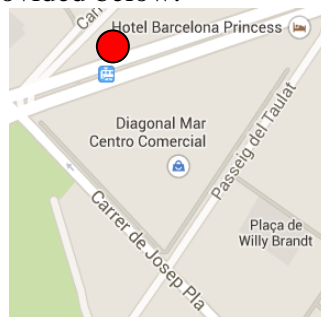 Hotel Barcelona Princess
Diagonal Mar
Centro Comercial
Passeig del Taulat
Carrer de Josep Pla
Plaça de
Willy Brandt